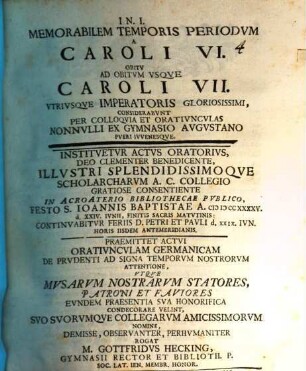 I N. I.
MEMORABILEM TEMPORIS PERIODVM
A
CAROLI VI. 4
OBITV
AD OBITVM VSQVE
CAROLI VII.
VTRIVSQVE IMPERATORIS GLORIOSISSIMI,
CONSIDERABVNT
PER COLLOQVIA ET ORATIVNCVLAS
NONNVLLI EX GYMNASIO AVGVSTANO
PVERI IVVENESQVE.
INSTITVETVR ACTVS ORATORIVS,
DEO CLEMENTER BENEDICENTE,
ILLVSTRI SPLENDIDISSIMOQVE
SCHOLARCHARVM A. C. COLLEGIO
GRATIOSE CONSENTIENTE
IN ACROATERIO BIBLIOTHECAE PVBLICO,
FESTO S. IOANNIS BAPTISTAE A.
d. XXIV. IVNII, FINITIS SACRIS MATVTINIS:
CONTINVABITVR FERIIS D. PETRI ET PAVLI d. XXIX. IVN.
HORIS IISDEM ANTEMERIDIANIS.
PRAEMITTET ACTVI
ORATIVNCVLAM GERMANICAM
DE PRVDENTI AD SIGNA TEMPORVM NOSTRORVM
ATTENTIONE,
VTQVE
MVSARVM NOSTRARVM STATORES,
PATRONI ET FAVTORES
EVNDEM PRAESENTIA SVA HONORIFICA
CONDECORARE VELINT,
SVO SVORVMQVE COLLEGARVM AMICISSIMORVM
NOMINE,
DEMISSE, OBSERVANTER, PERHVMANITER
ROGAT
M. GOTTFRIDVS HECKING,
GYMNASII RECTOR ET BIBLIOTH. P.
SOC. LAT. IEN. MEMBR. HONOR.